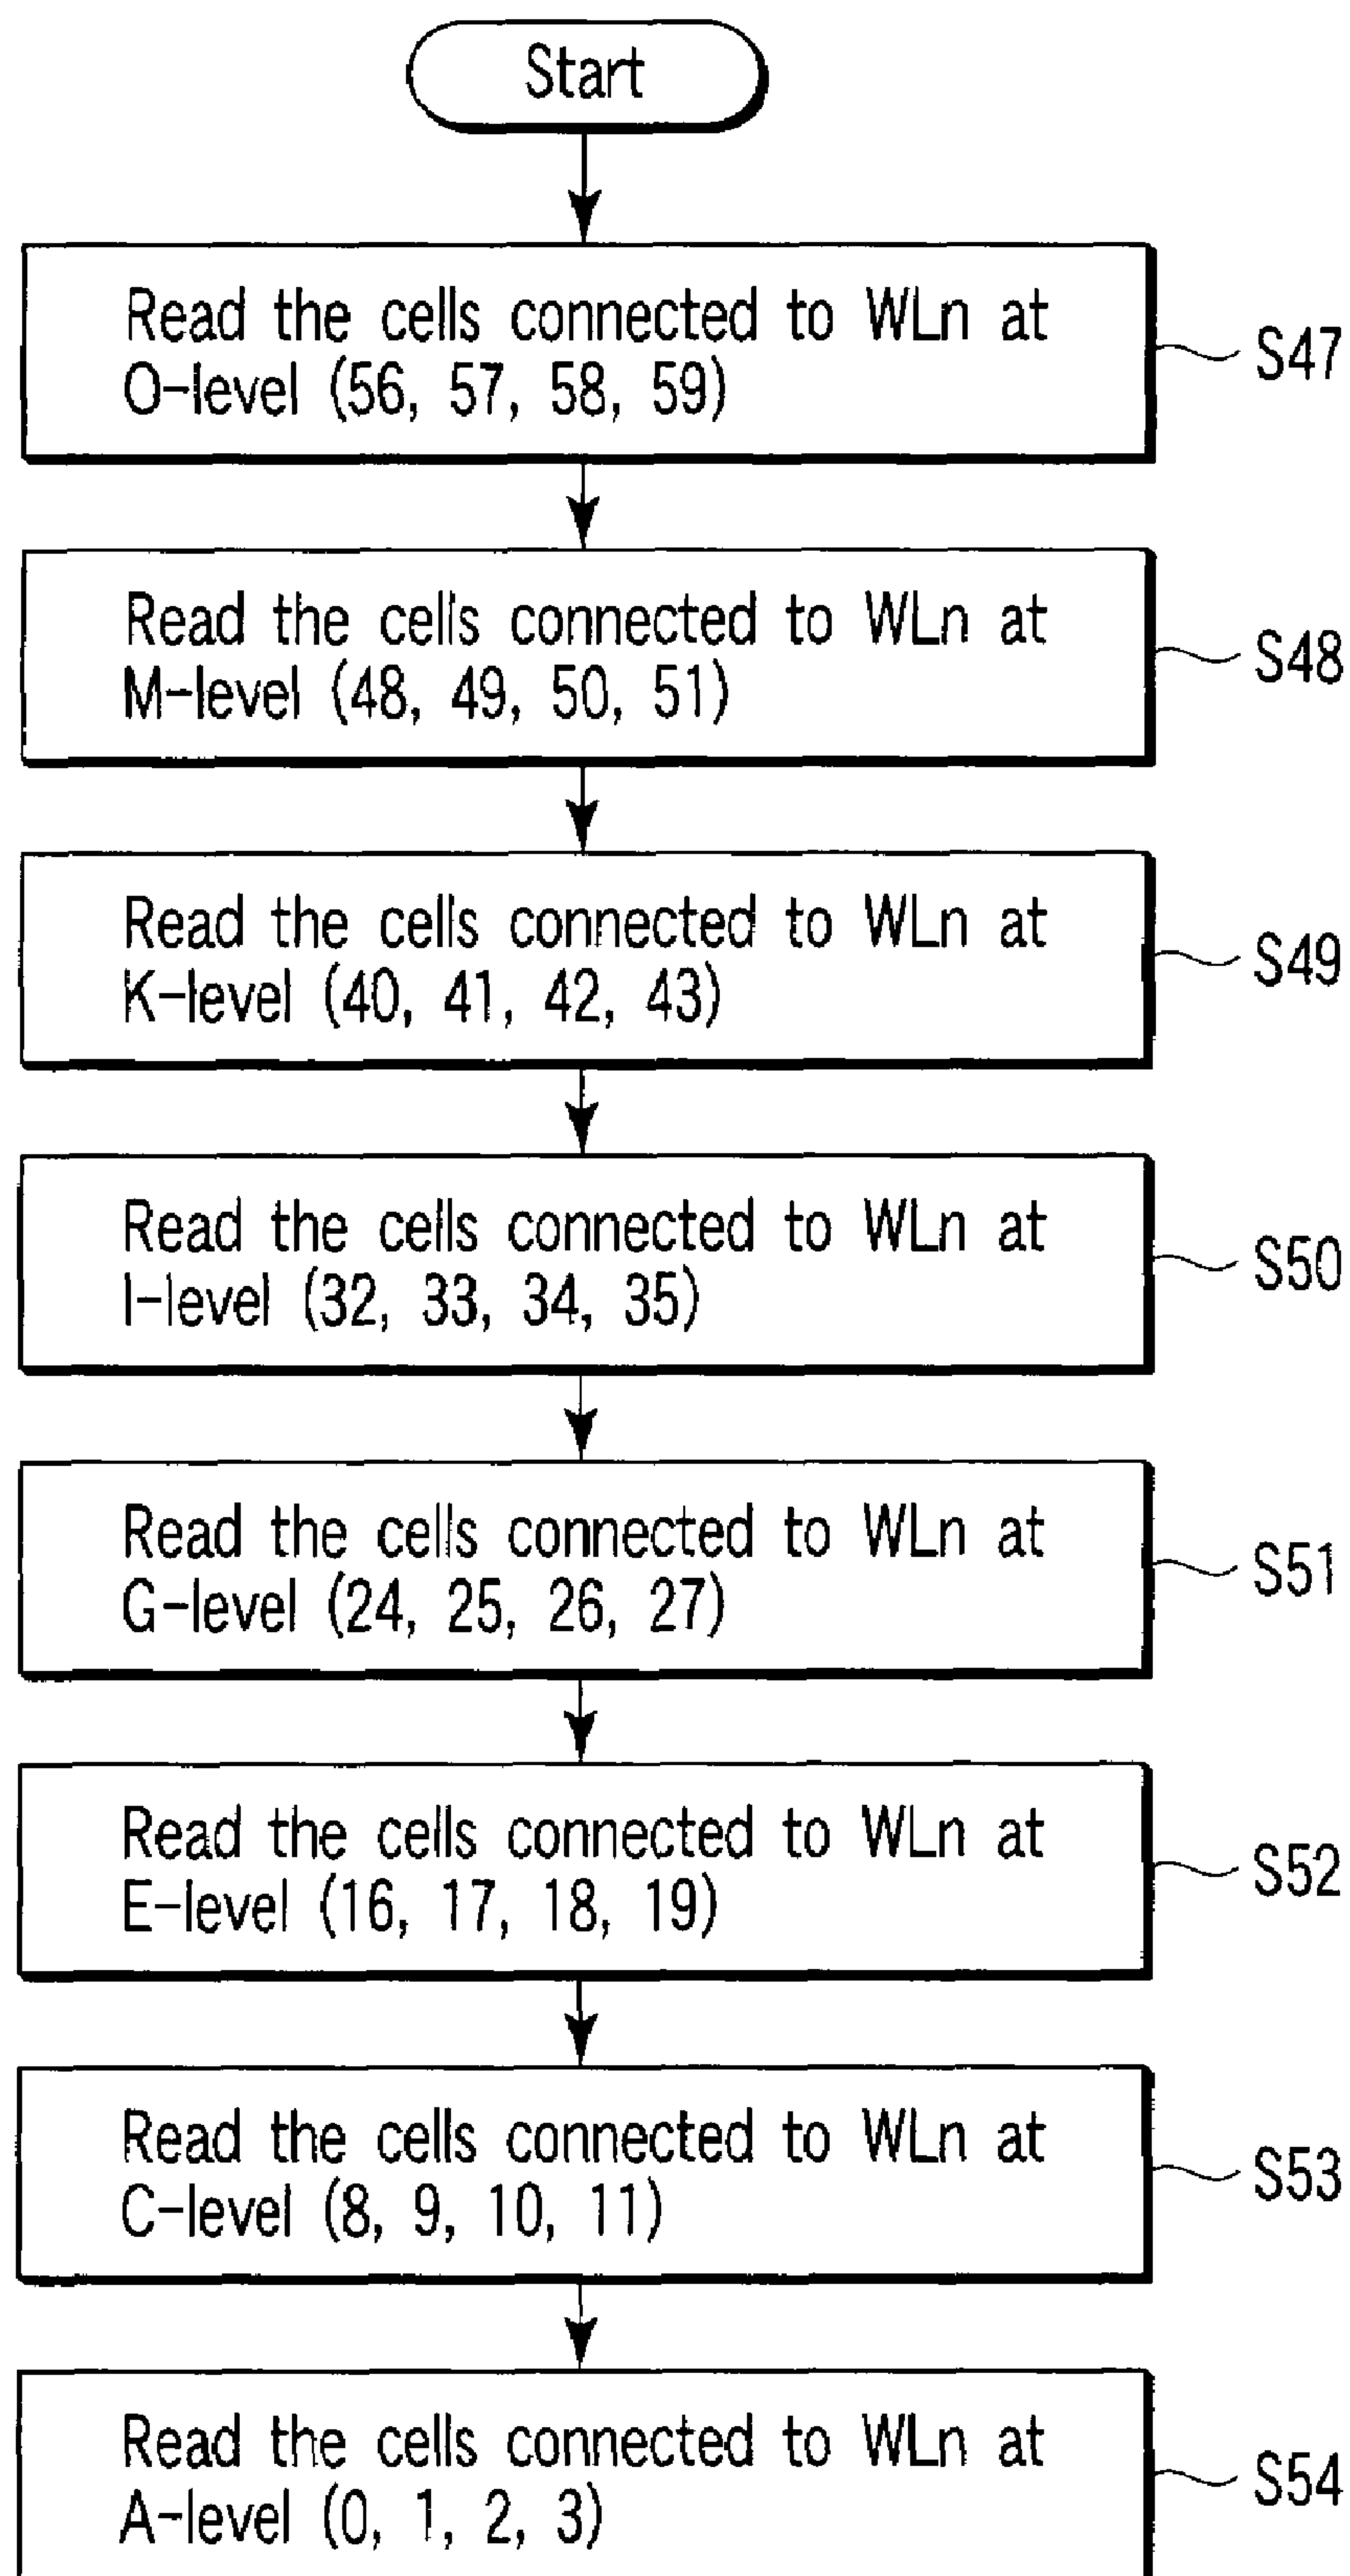 Start
Read the cells connected to WLn at
O-level (56, 57, 58, 59)
S47
Read the cells connected to WLn at
M-level (48, 49, 50, 51)
S48
Read the cells connected to WLn at
K-level (40, 41, 42, 43)
S49
Read the cells connected to WLn at
I-level (32, 33, 34, 35)
S50
Read the cells connected to WLn at
G-level (24, 25, 26, 27)
S51
Read the cells connected to WLn at
E-level (16, 17, 18, 19)
S52
Read the cells connected to WLn at
C-level (8, 9, 10, 11)
S53
Read the cells connected to WLn at
A-level (0, 1, 2, 3)
S54